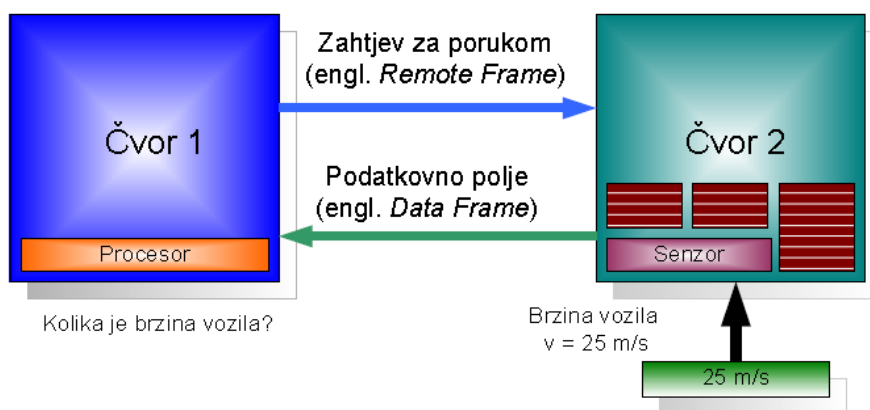 Zahtjev za porukom
(engl. Remote Frame)
Čvor 1
Čvor 2
Podatkovno polje
(engl. Data Frame)
Procesor
Senzor
Kolika je brzina vozila?
Brzina vozila
v = 25 m/s
25 m/s